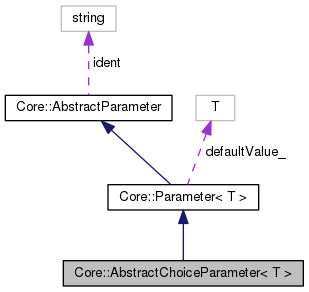 string
ident
Core::AbstractParameter
T
defaultValue_
Core::Parameter< T >
Core::AbstractChoiceParameter< T >